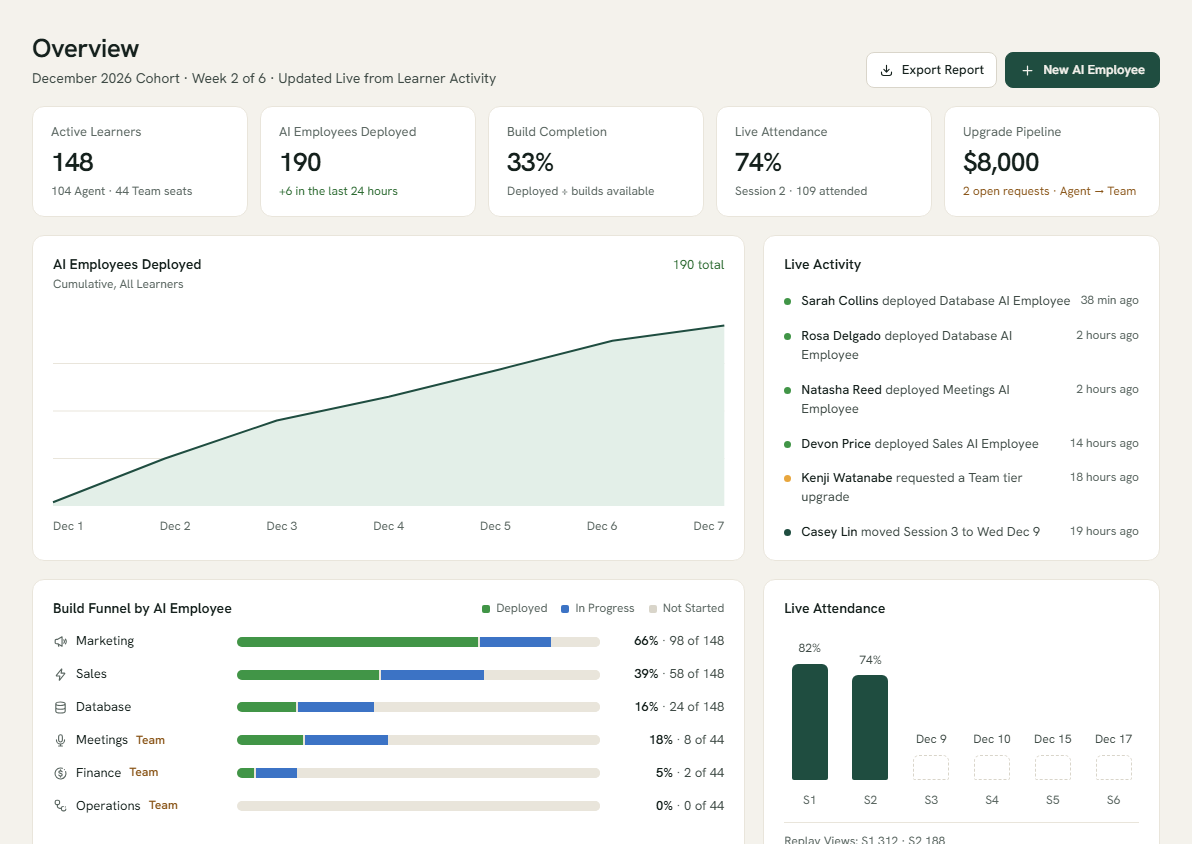 Overview
December 2026 Cohort · Week 2 of 6 · Updated Live from Learner Activity
Export Report
New AI Employee
Active Learners
148
104 Agent · 44 Team seats
AI Employees Deployed
190
+6 in the last 24 hours
Build Completion
33%
Deployed ÷ builds available
Live Attendance
74%
Session 2 · 109 attended
Upgrade Pipeline
$8,000
2 open requests · Agent → Team
AI Employees Deployed
190 total
Cumulative, All Learners
Dec 1 Dec 2 Dec 3 Dec 4 Dec 5 Dec 6 Dec 7
Live Activity
Sarah Collins deployed Database AI Employee 38 min ago
Rosa Delgado deployed Database AI 2 hours ago
Employee
Natasha Reed deployed Meetings AI 2 hours ago
Employee
Devon Price deployed Sales AI Employee 14 hours ago
Kenji Watanabe requested a Team tier 18 hours ago
upgrade
Casey Lin moved Session 3 to Wed Dec 9 19 hours ago
Build Funnel by AI Employee
Deployed In Progress Not Started
Marketing 66% · 98 of 148
Sales 39% · 58 of 148
Database 16% · 24 of 148
Meetings Team 18% · 8 of 44
Finance Team 5% · 2 of 44
Operations Team 0% · 0 of 44
Live Attendance
82% 74%
Dec 9 Dec 10 Dec 15 Dec 17
S1 S2 S3 S4 S5 S6
Replay Views: S1 312 · S2 188